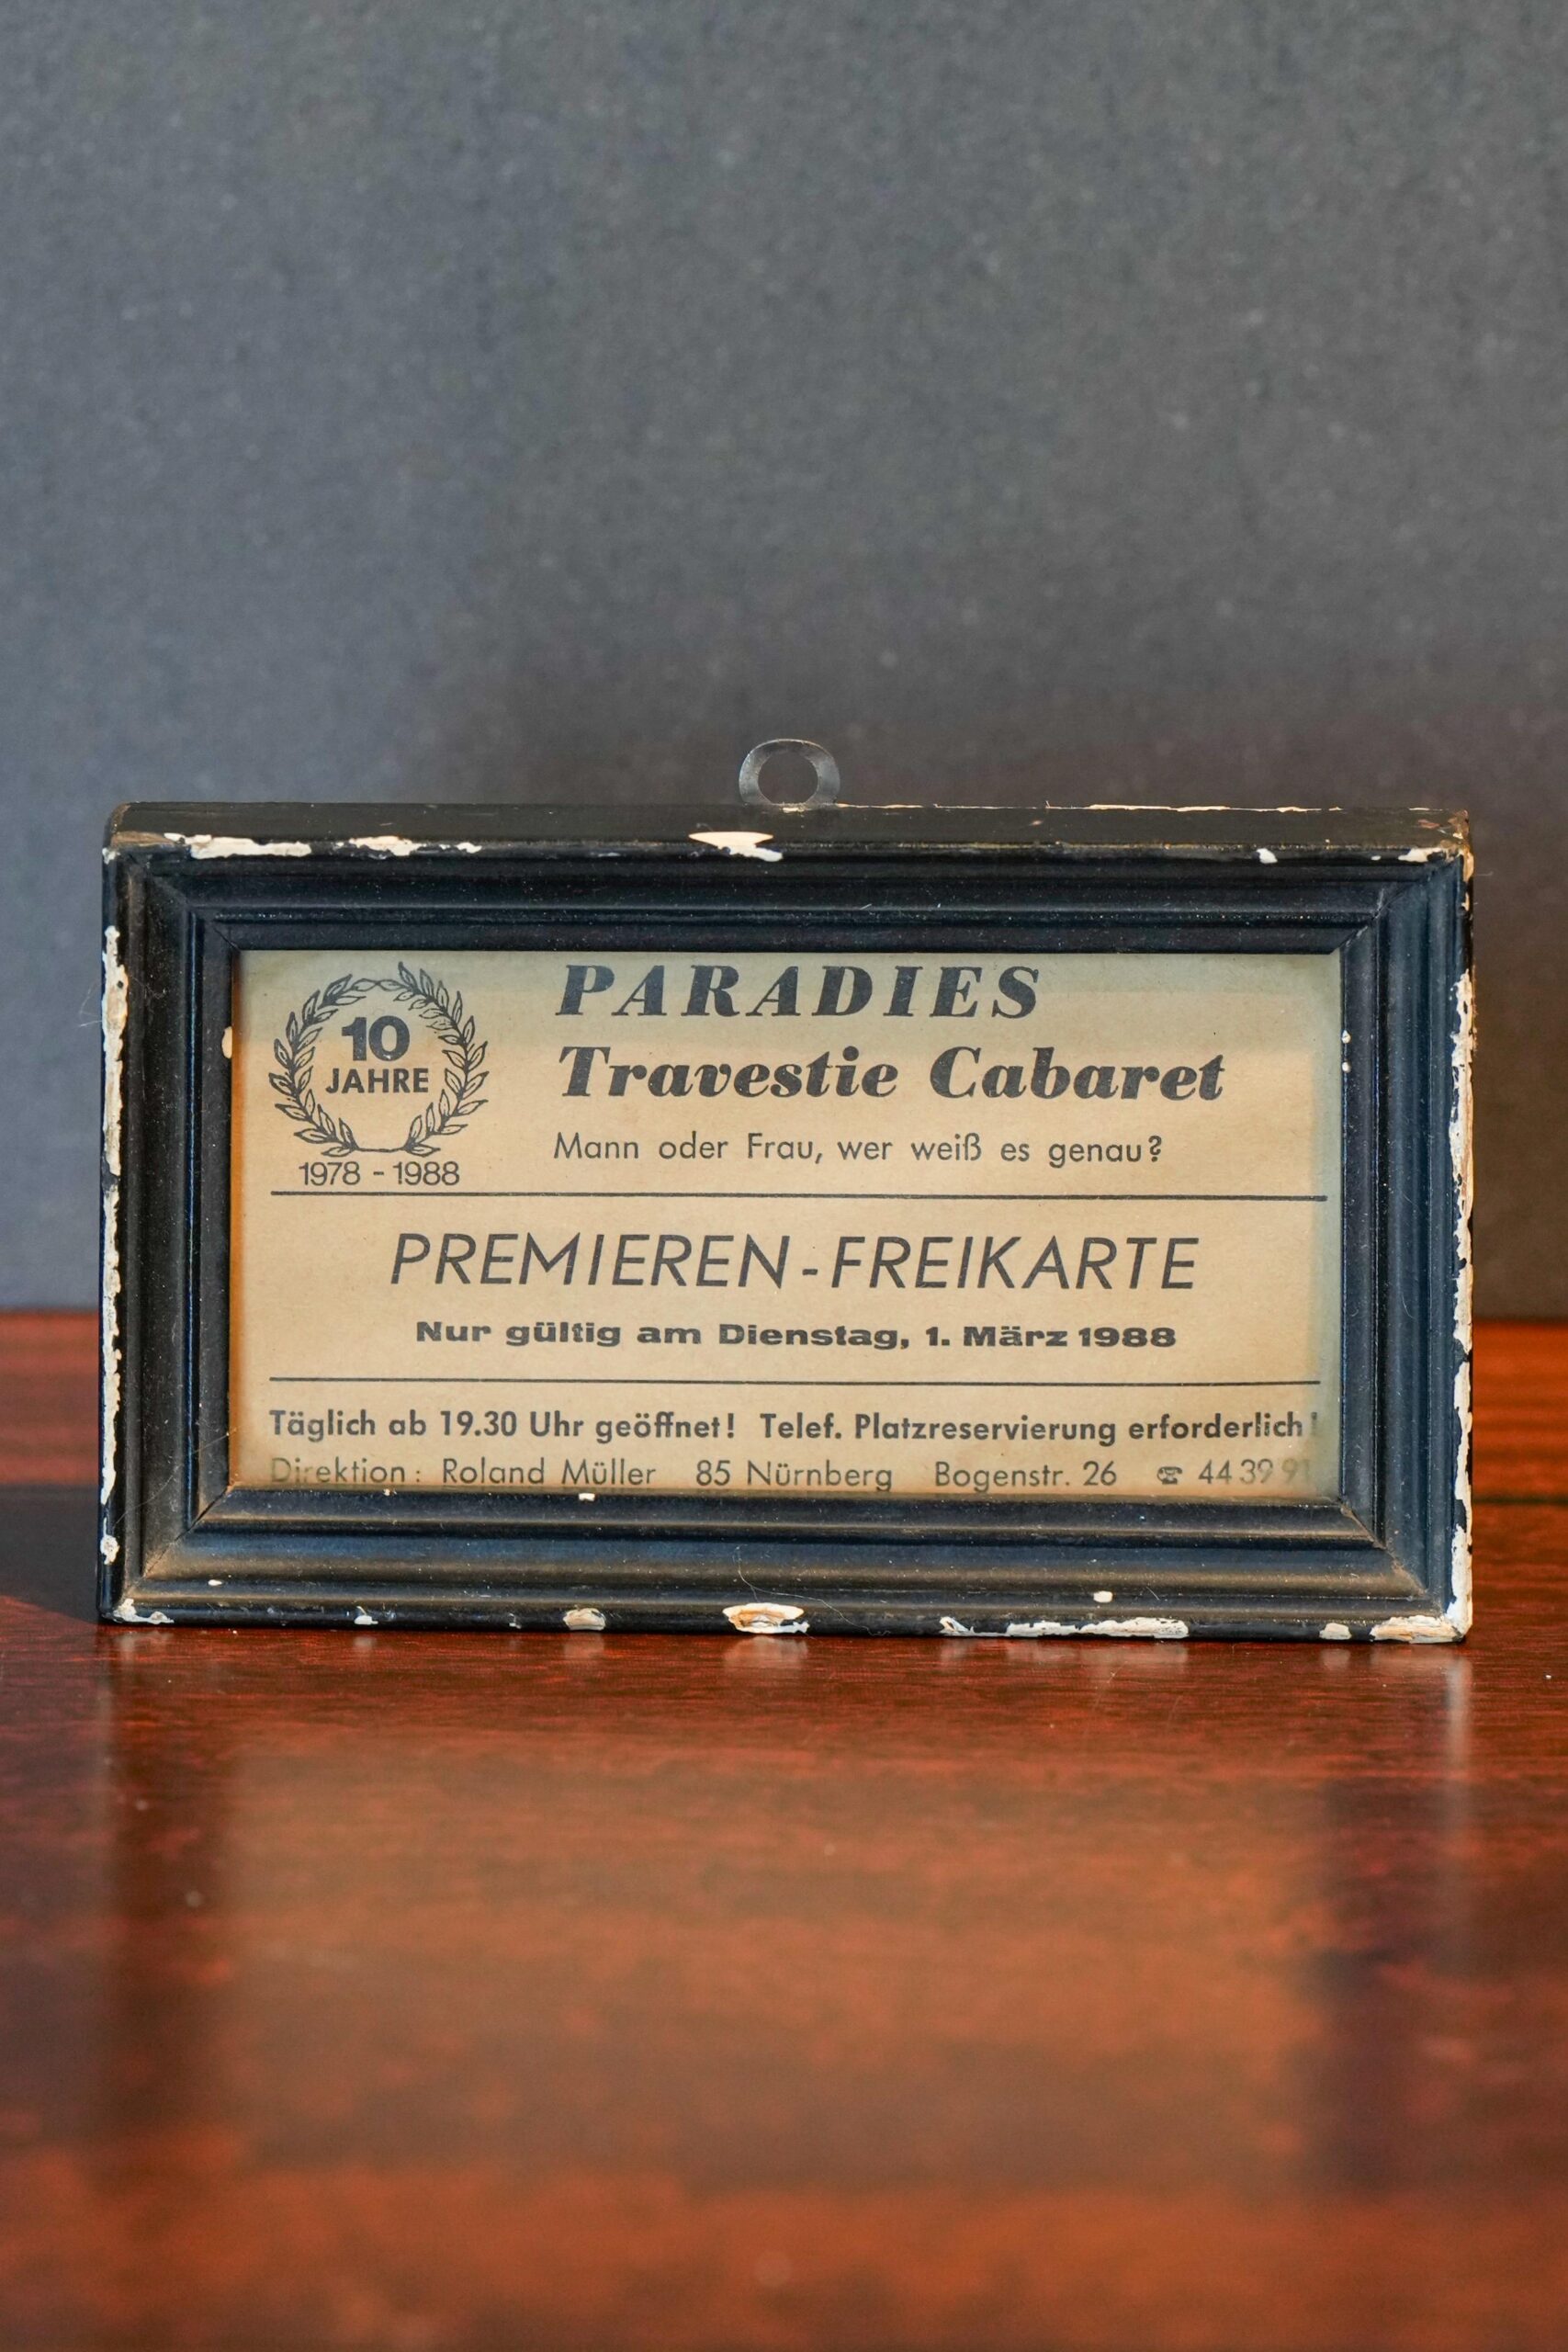 10
JAHRE
1978 - 1988
PARADIES
Travestie Cabaret
Mann oder Frau, wer weiß es genau?
PREMIEREN-FREIKARTE
Nur gültig am Dienstag, 1. März 1988
Täglich ab 19.30 Uhr geöffnet! Telef. Platzreservierung erforderlich!
Direktion: Roland Müller 85 Nürnberg Bogenstr. 26 ☎ 44 39 91